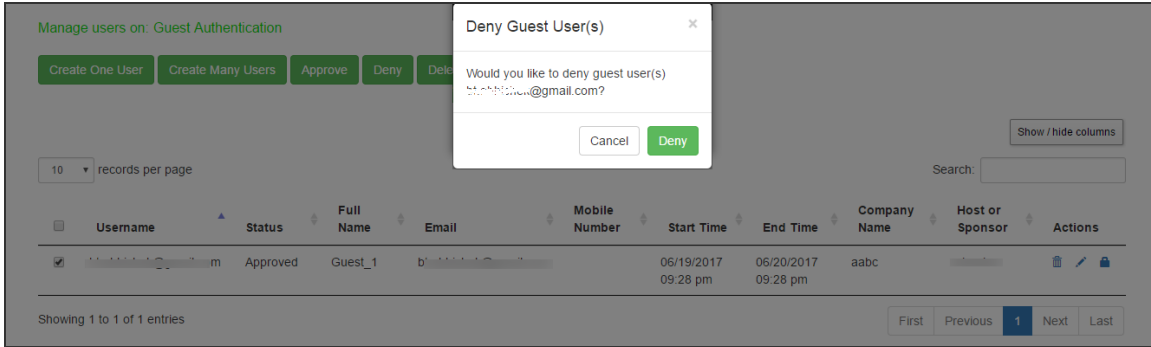 Manage users on: Guest Authentication
Create One User Create Many Users Approve Deny Dele
Deny Guest User(s) ×
Would you like to deny guest user(s)
@gmail.com?
Cancel Deny
Show / hide columns
10 records per page Search:
Username Status Full Name Email Mobile Number Start Time End Time Company Name Host or Sponsor Actions
Approved Guest_1 06/19/2017 06/20/2017 aabc
09:28 pm 09:28 pm
Showing 1 to 1 of 1 entries First Previous 1 Next Last